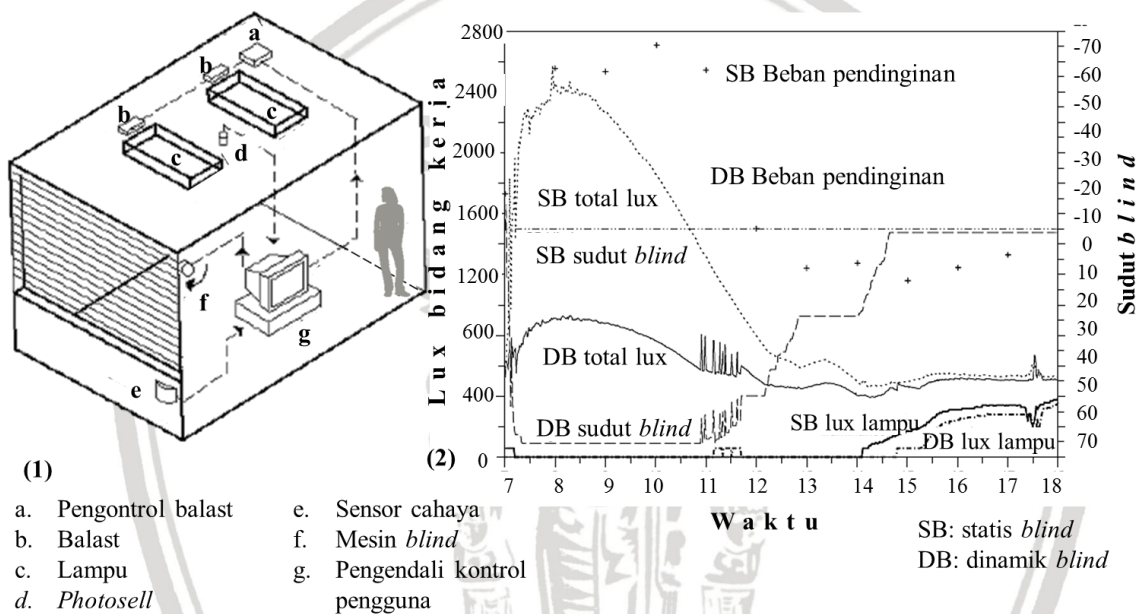 a
b
b
c
c
d
e
f
g
(1)
a. Pengontrol balast
b. Balast
c. Lampu
d. Photosell
e. Sensor cahaya
f. Mesin blind
g. Pengendali kontrol
pengguna
Lux bidang kerja
2800
2400
2000
1600
1200
600
400
0
SB Beban pendinginan
DB Beban pendinginan
SB total lux
SB sudut blind
DB total lux
DB sudut blind
SB lux lampu
DB lux lampu
-70
-60
-50
-40
-30
-20
-10
0
10
20
30
40
50
60
70
Sudut blind
(2)
7 8 9 10 11 12 13 14 15 16 17 18
Waktu
SB: statis blind
DB: dinamik blind